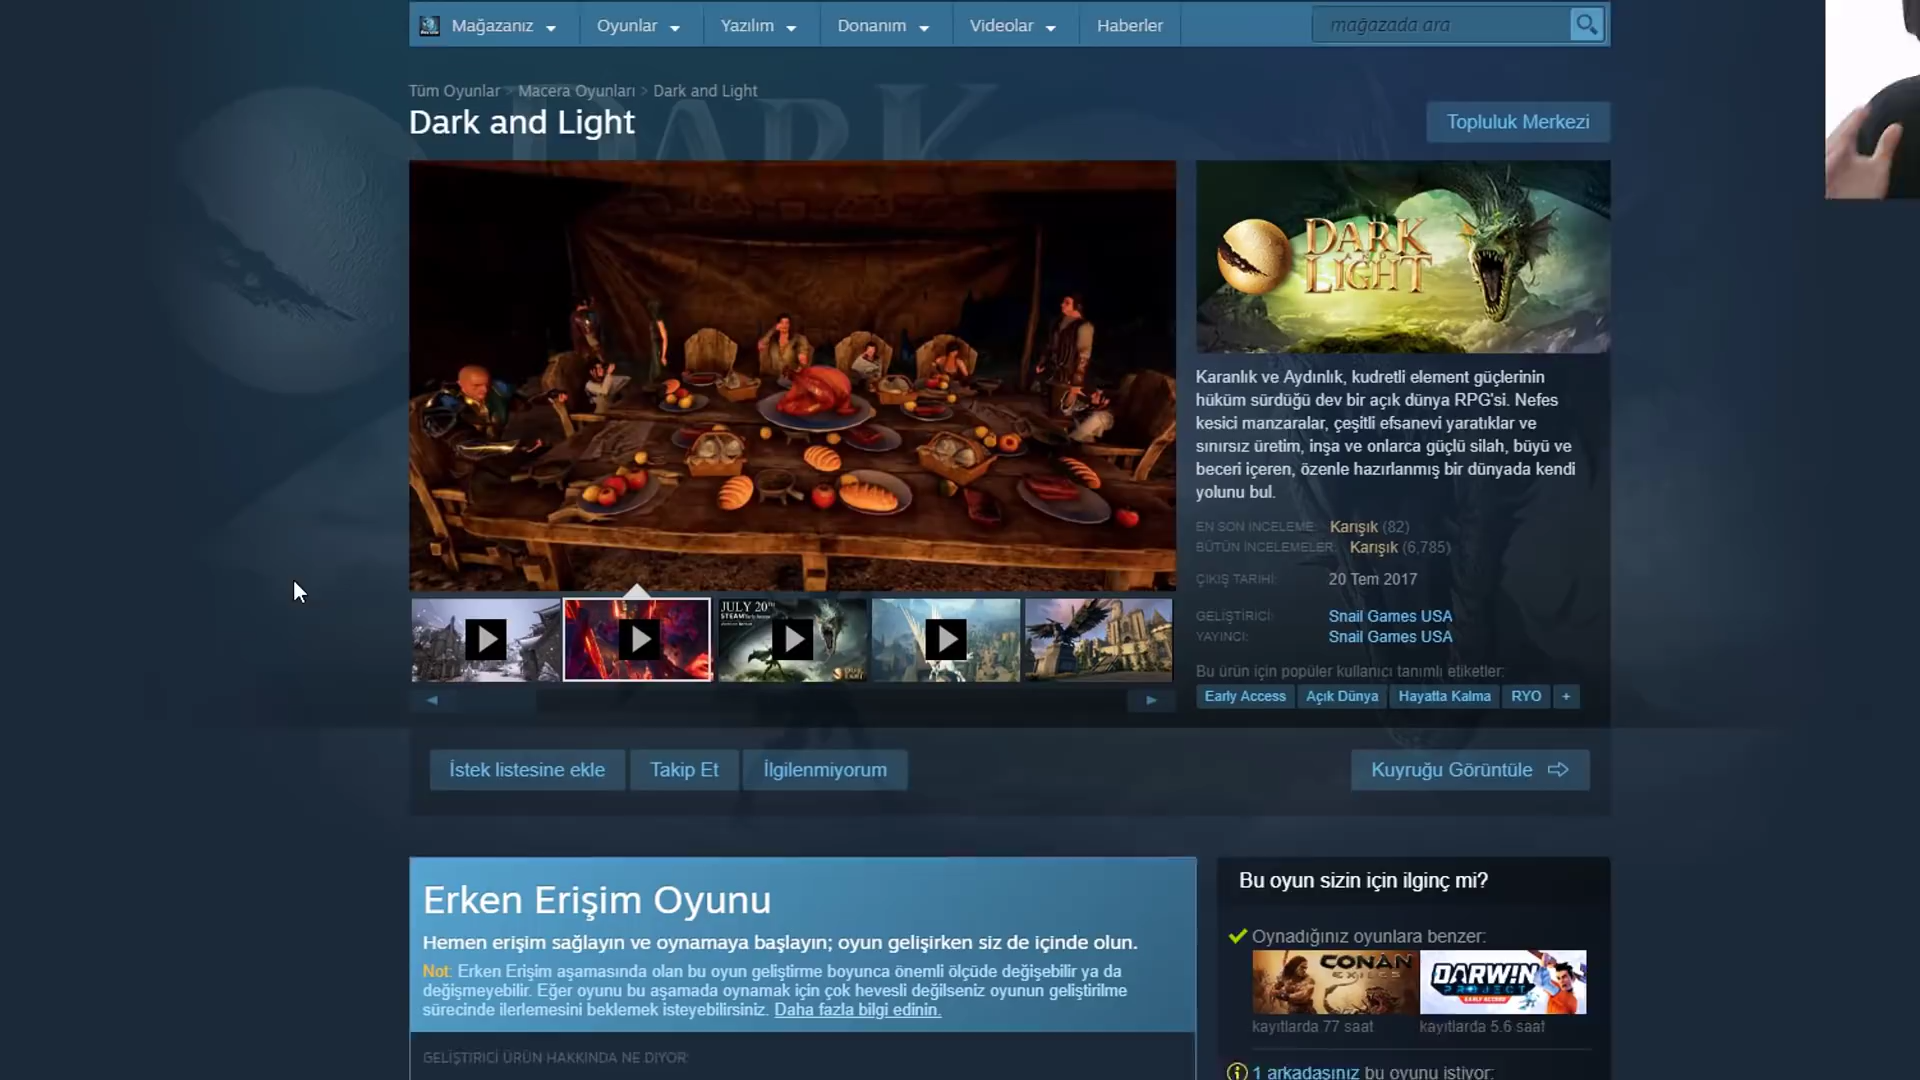 Mağazanız
Oyunlar
Yazılım
Donanım
Videolar
Haberler
mağazada ara
Tüm Oyunlar > Macera Oyunları > Dark and Light
Dark and Light
Topluluk Merkezi
DARK
AND
LIGHT
Karanlık ve Aydınlık, kudretli element güçlerinin
hüküm sürdüğü dev bir açık dünya RPG'si. Nefes
kesici manzaralar, çeşitli efsanevi yaratıklar ve
sınırsız üretim, inşa ve onlarca güçlü silah, büyü ve
beceri içeren, özenle hazırlanmış bir dünyada kendi
yolunu bul.
EN SON İNCELEME: Karışık (82)
BÜTÜN İNCELEMELER: Karışık (6,785)
ÇIKIŞ TARİHİ: 20 Tem 2017
GELİŞTİRİCİ: Snail Games USA
YAYINCI: Snail Games USA
Bu ürün için popüler kullanıcı tanımlı etiketler:
Early Access Açık Dünya Hayatta Kalma RYO +
JULY 20TH
STEAM
İstek listesine ekle
Takip Et
İlgilenmiyorum
Kuyruğu Görüntüle
Erken Erişim Oyunu
Hemen erişim sağlayın ve oynamaya başlayın; oyun gelişirken siz de içinde olun.
Not: Erken Erişim aşamasında olan bu oyun geliştirme boyunca önemli ölçüde değişebilir ya da
değişmeyebilir. Eğer oyunu bu aşamada oynamak için çok hevesli değilseniz oyunun geliştirilme
sürecinde ilerlemesini beklemek isteyebilirsiniz. Daha fazla bilgi edinin.
GELİŞTİRİCİ ÜRÜN HAKKINDA NE DİYOR:
Bu oyun sizin için ilginç mi?
Oynadığınız oyunlara benzer:
CONAN
EXILES
DARWIN
PROJECT
EARLY ACCESS
kayıtlarda 77 saat
kayıtlarda 5.6 saat
1 arkadaşınız bu oyunu istiyor: